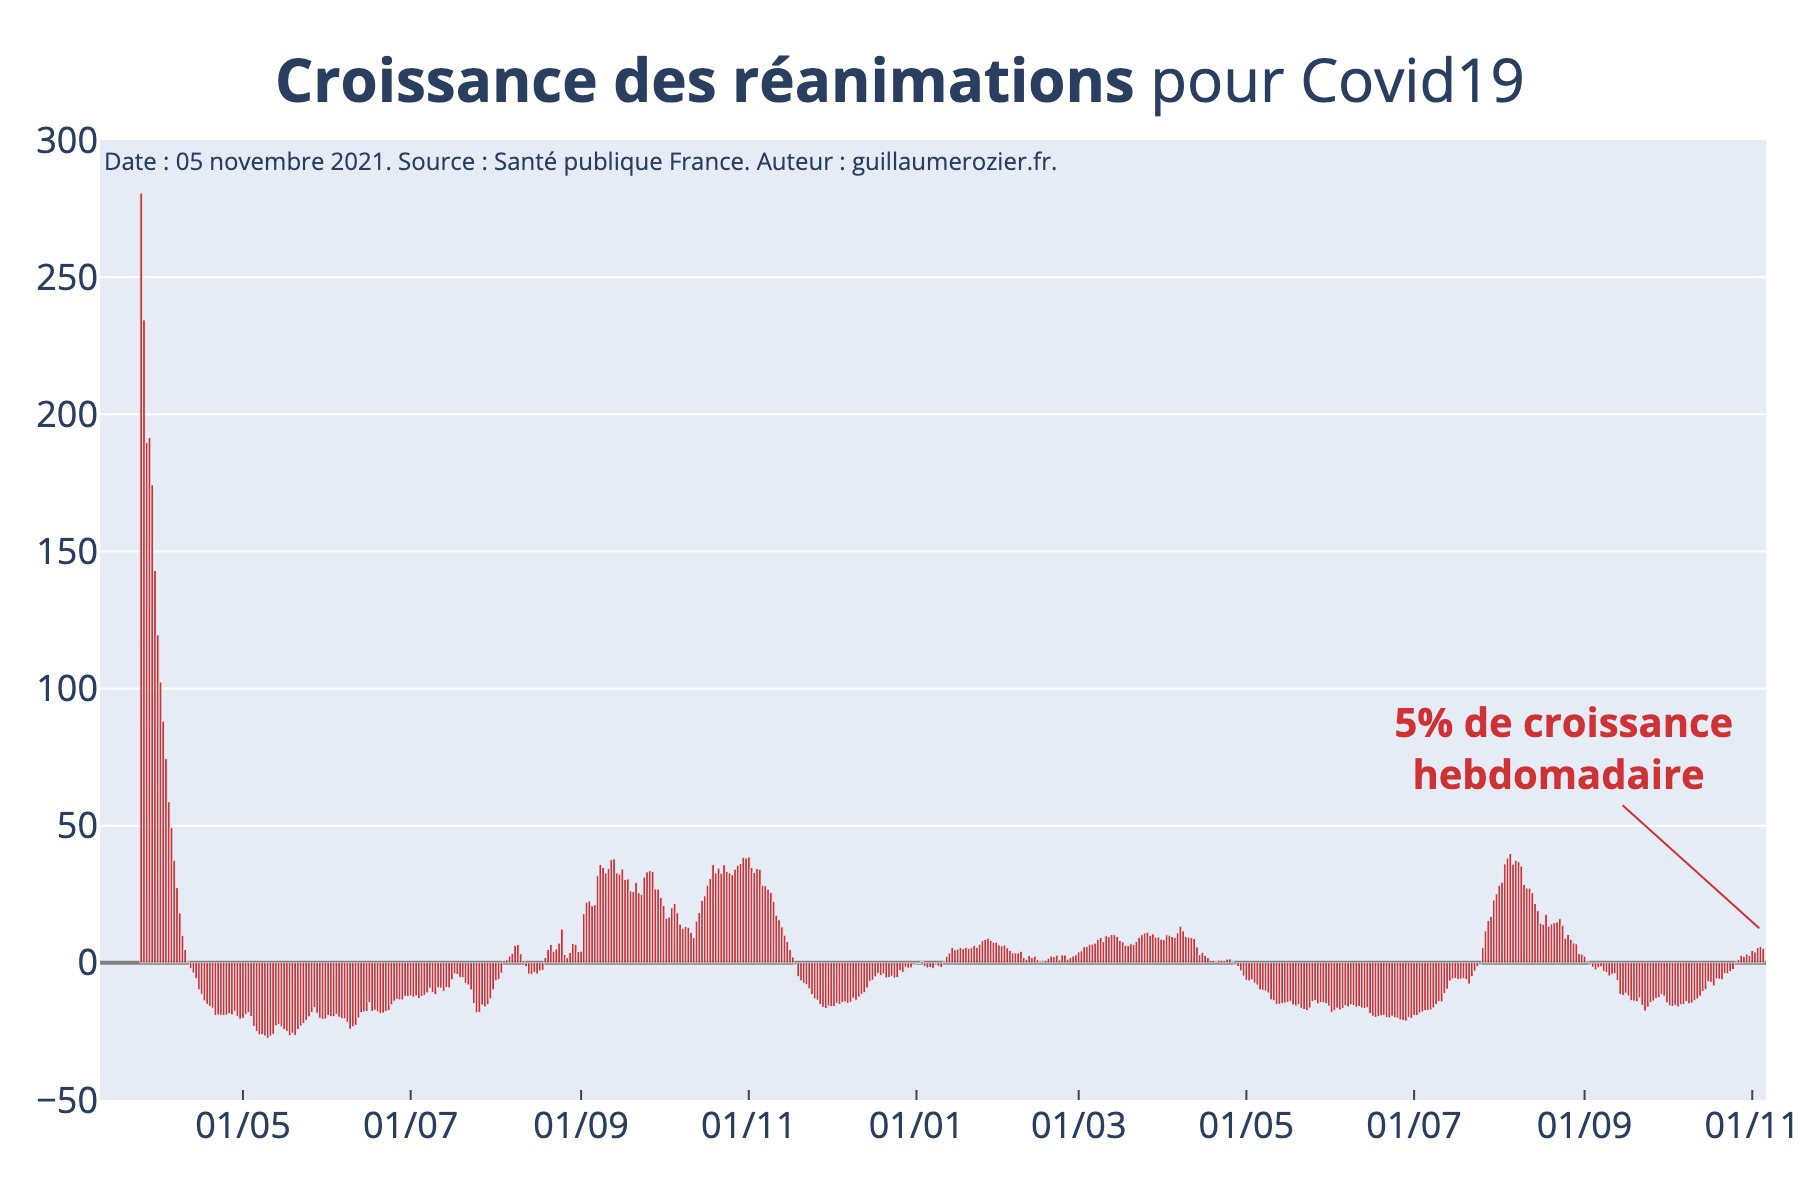 Croissance des réanimations pour Covid19
Date : 05 novembre 2021. Source : Santé publique France. Auteur : guillaumerozier.fr.
300
250
200
150
100
50
0
−50
5% de croissance
hebdomadaire
01/05 01/07 01/09 01/11 01/01 01/03 01/05 01/07 01/09 01/11